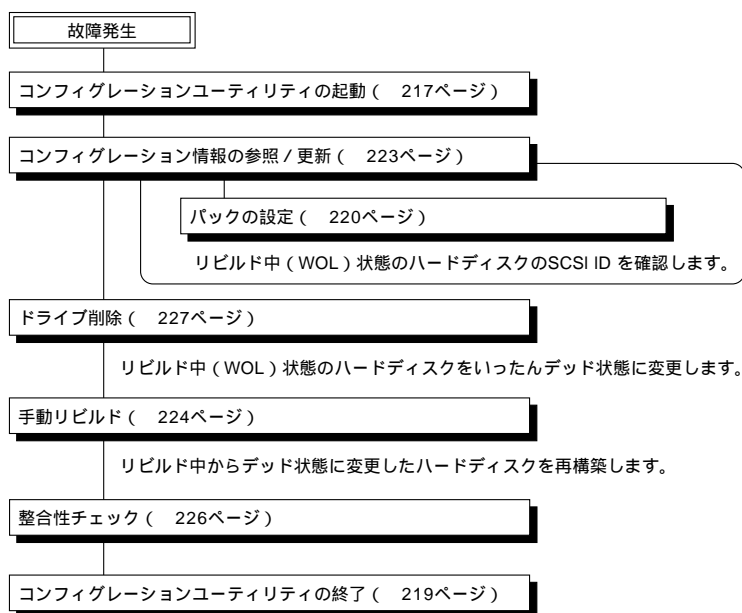 故障発生
コンフィグレーションユーティリティの起動（　217ページ）
コンフィグレーション情報の参照／更新（　223ページ）
パックの設定（　220ページ）
リビルド中（WOL）状態のハードディスクのSCSI ID を確認します。
ドライブ削除（　227ページ）
リビルド中（WOL）状態のハードディスクをいったんデッド状態に変更します。
手動リビルド（　224ページ）
リビルド中からデッド状態に変更したハードディスクを再構築します。
整合性チェック（　226ページ）
コンフィグレーションユーティリティの終了（　219ページ）